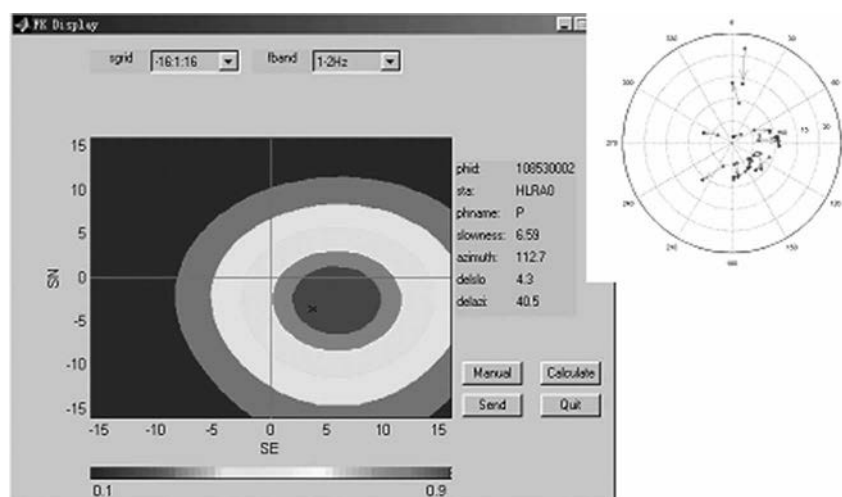 FK Display
sgrid -16:1:16 fband 1-2Hz
phid: 108530002
sta: HLRA0
phname: P
slowness: 6.59
azimuth: 112.7
delslo 4.3
delazi: 40.5
15
10
5
0
-5
-10
-15
SN
-15 -10 -5 0 5 10 15
SE
0.1 0.9
Manual Calculate
Send Quit
0
330 30
300 60
270 15 30
240 120
210 150
180